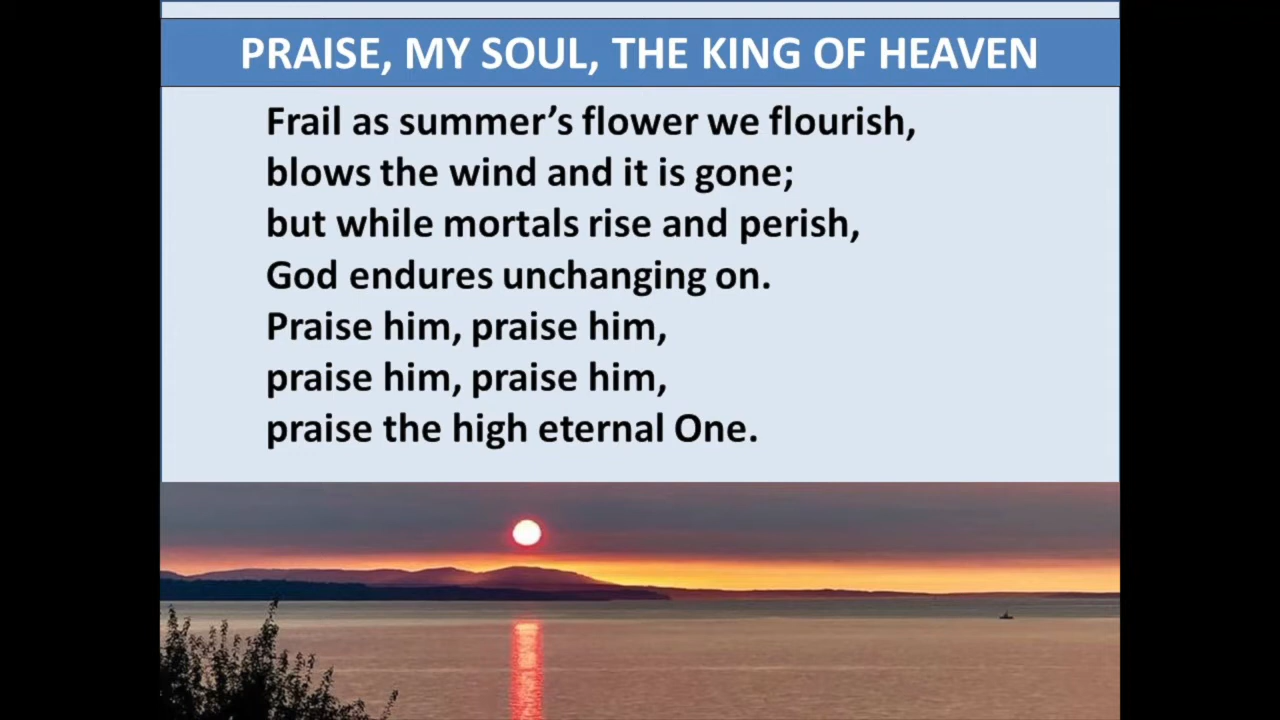 PRAISE, MY SOUL, THE KING OF HEAVEN
Frail as summer’s flower we flourish,
blows the wind and it is gone;
but while mortals rise and perish,
God endures unchanging on.
Praise him, praise him,
praise him, praise him,
praise the high eternal One.